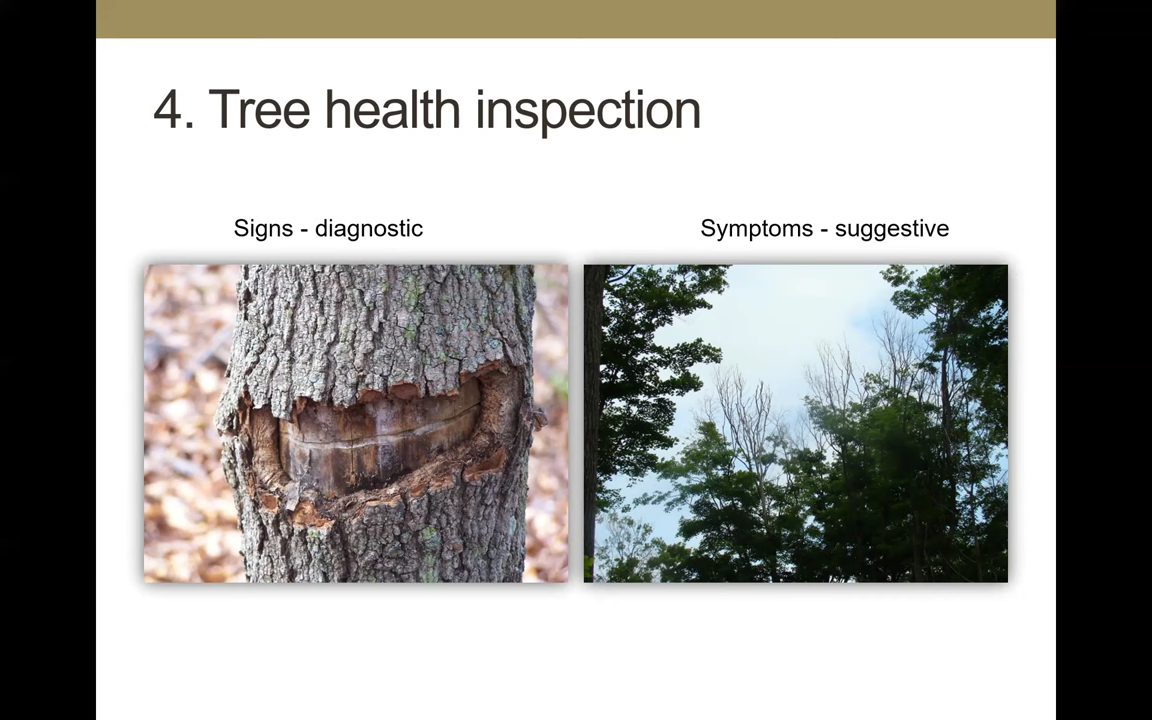 4. Tree health inspection
Signs - diagnostic
Symptoms - suggestive